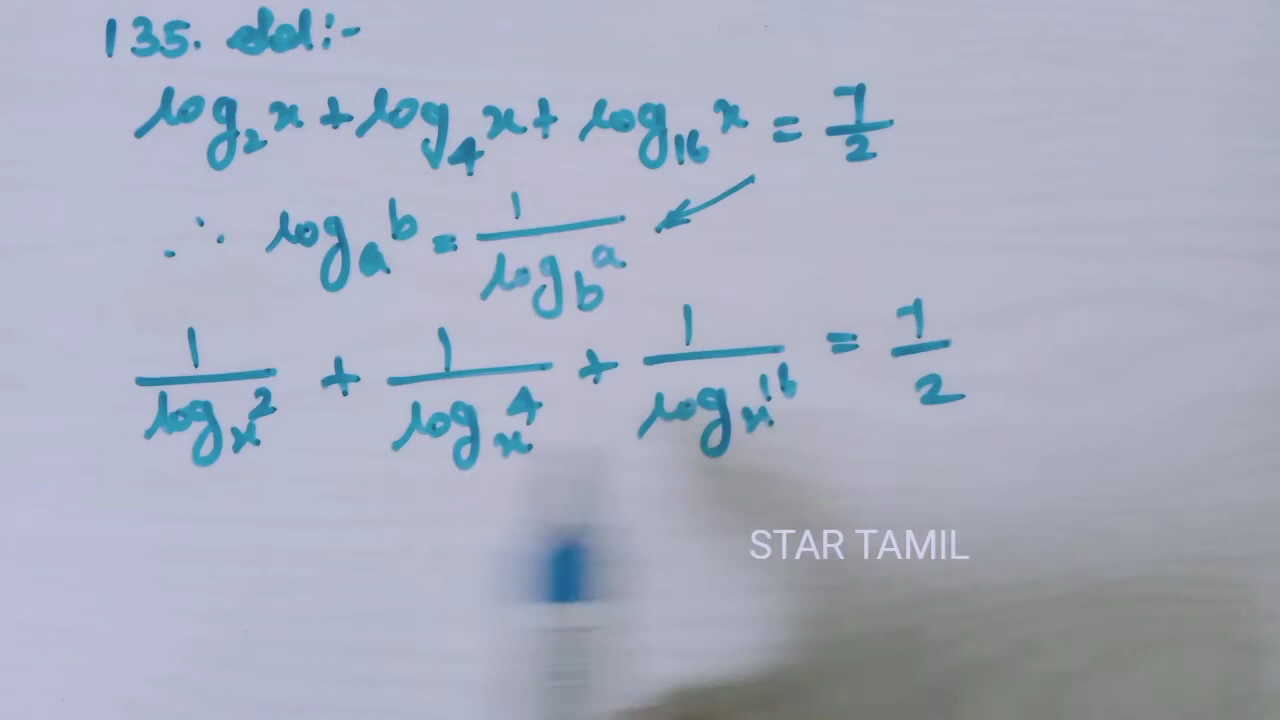 135. Sol:-
log₂x + log₄x + log₁₆x = 7/2
∴ logₐb = 1/log_b a
1/logₓ2 + 1/logₓ4 + 1/logₓ16 = 7/2
STAR TAMIL